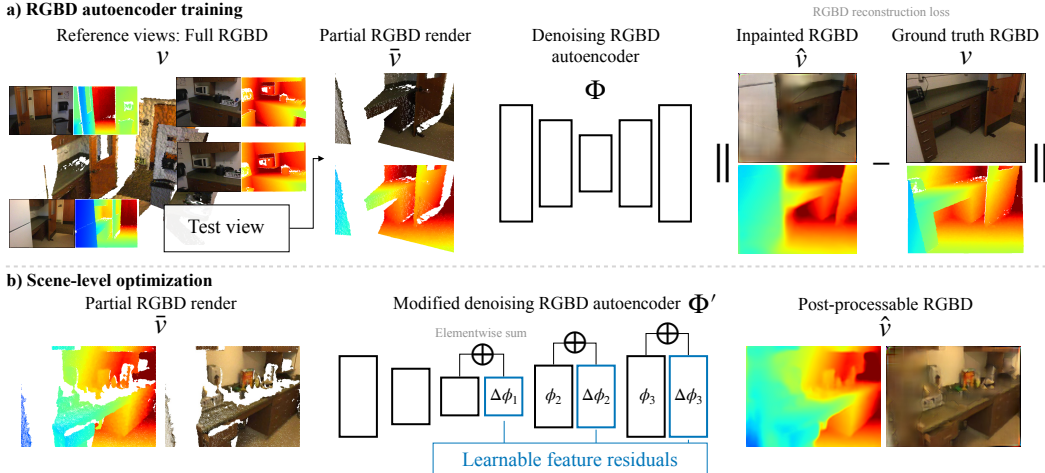 a) RGBD autoencoder training
RGBD reconstruction loss
Reference views: Full RGBD
v
Partial RGBD render
v̄
Denoising RGBD
autoencoder
Φ
Inpainted RGBD
v̂
Ground truth RGBD
v
|| − ||
Test view
b) Scene-level optimization
Partial RGBD render
v̄
Modified denoising RGBD autoencoder Φ′
Post-processable RGBD
v̂
Elementwise sum
⊕ ⊕ ⊕
Δϕ₁ ϕ₂ Δϕ₂ ϕ₃ Δϕ₃
Learnable feature residuals